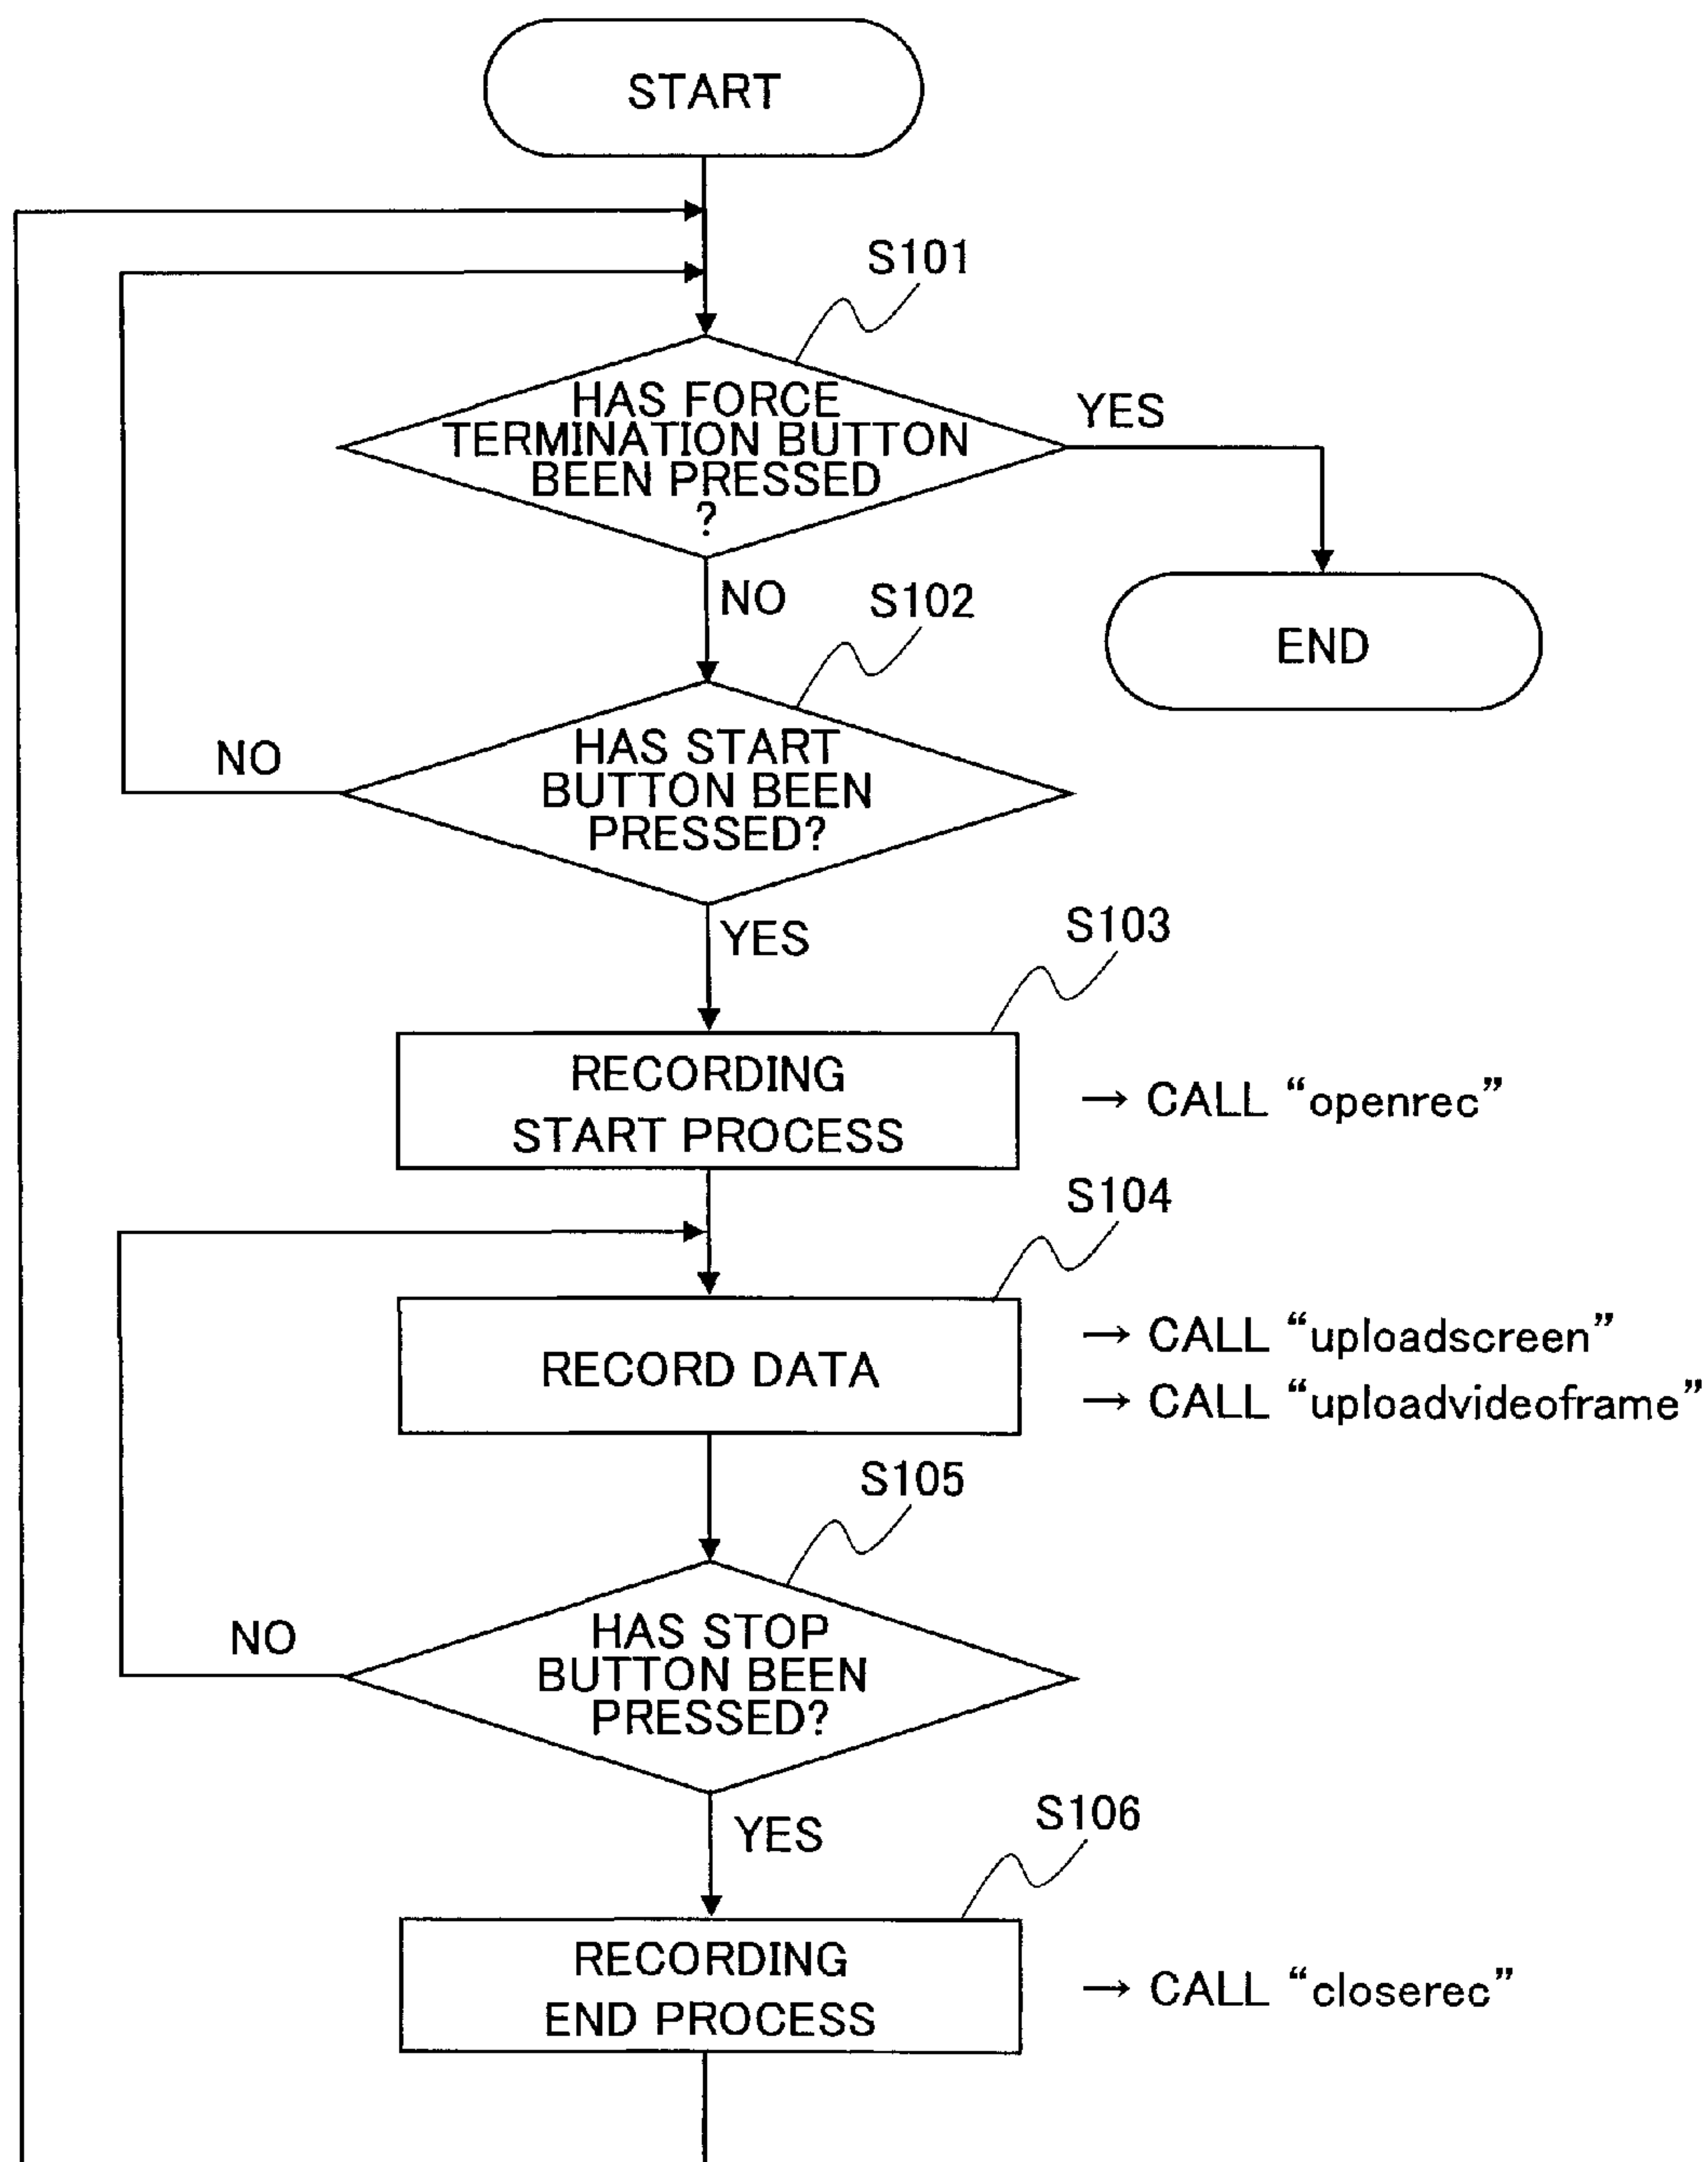 START
S101
HAS FORCE
TERMINATION BUTTON
BEEN PRESSED
?
YES
NO
END
S102
HAS START
BUTTON BEEN
PRESSED?
NO
YES
S103
RECORDING
START PROCESS
→ CALL “openrec”
S104
RECORD DATA
→ CALL “uploadscreen”
→ CALL “uploadvideoframe”
S105
HAS STOP
BUTTON BEEN
PRESSED?
NO
YES
S106
RECORDING
END PROCESS
→ CALL “closerec”